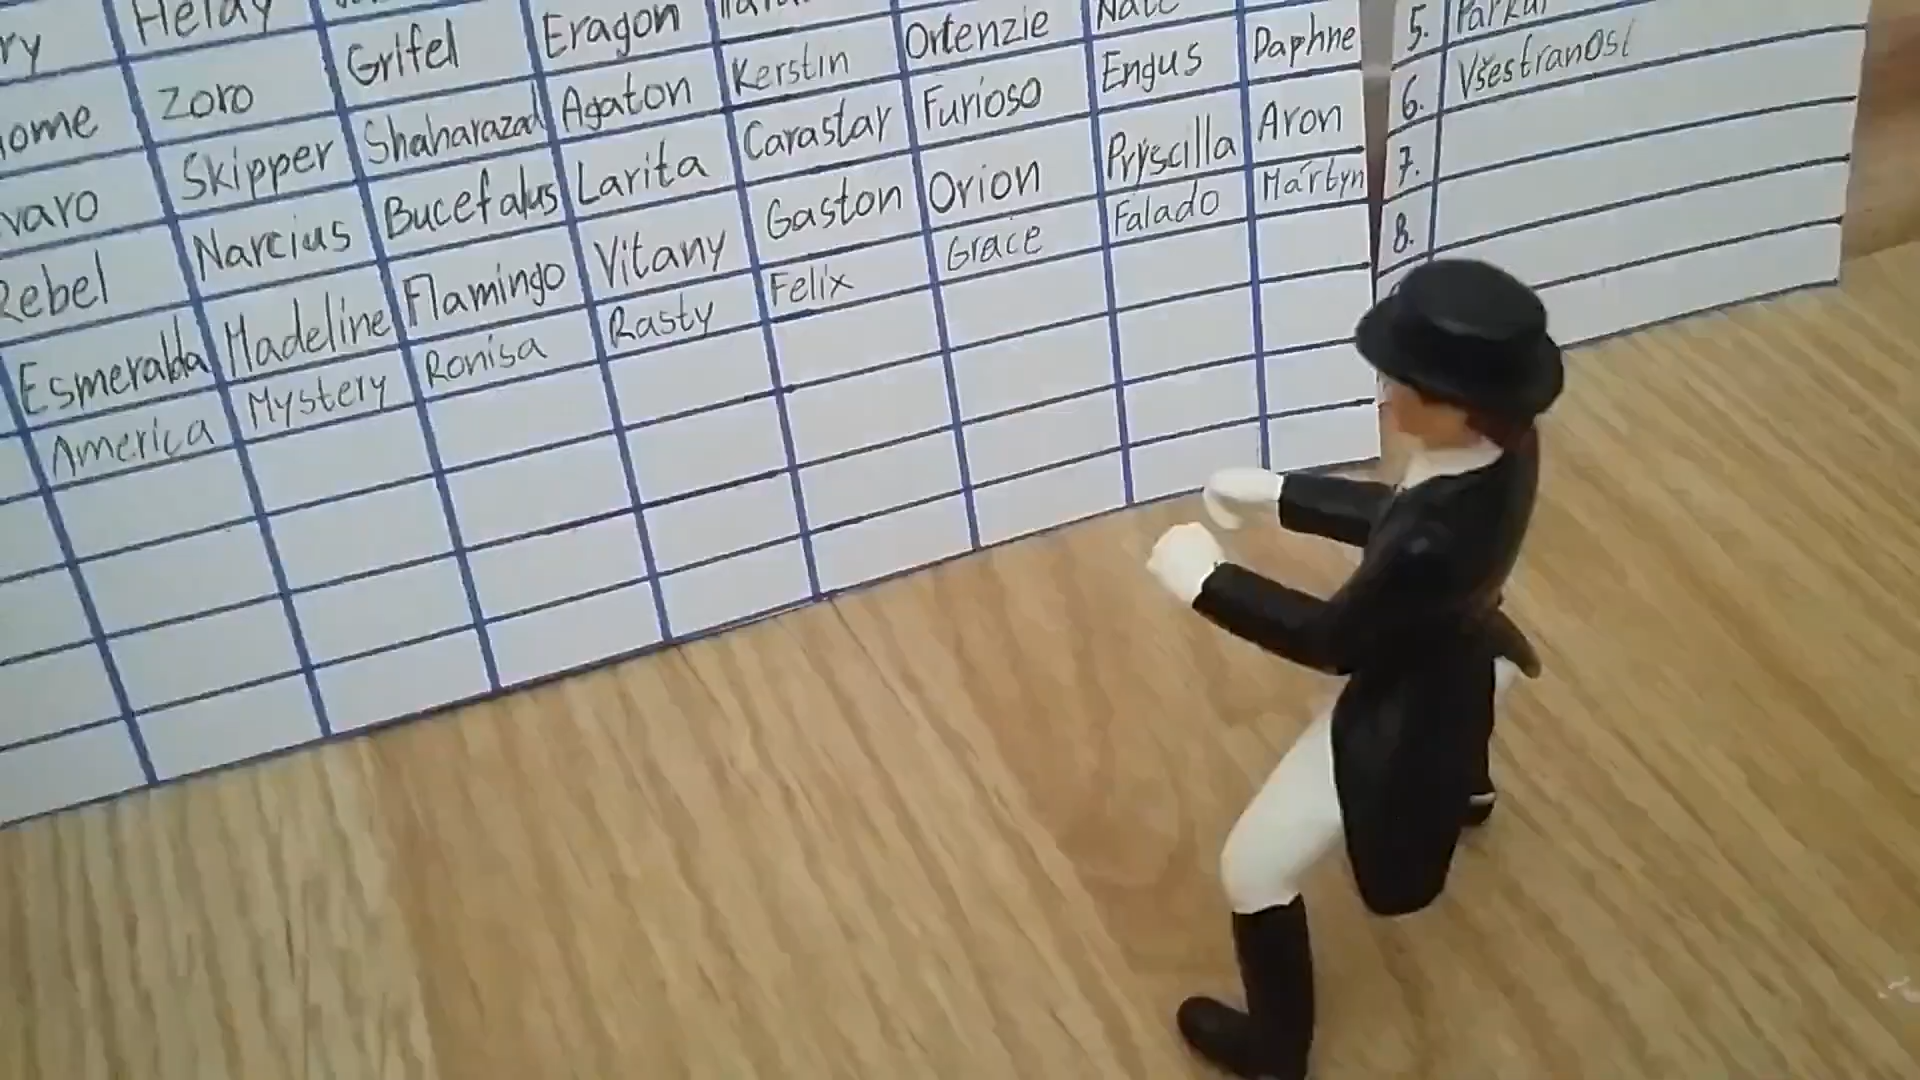 Heldy
Zoro Grifel Eragon
Skipper Shaharazad Agaton Kerstin Ortenzie
Narcius Bucefalus Larita Carastar Furioso Engus Daphne
Rebel Madeline Flamingo Vitany Gaston Orion Pryscilla Aron
Esmeralda Mystery Ronisa Rasty Felix Grace Falado Mártyn
America
5. Parkur
6. Všestranost
7.
8.